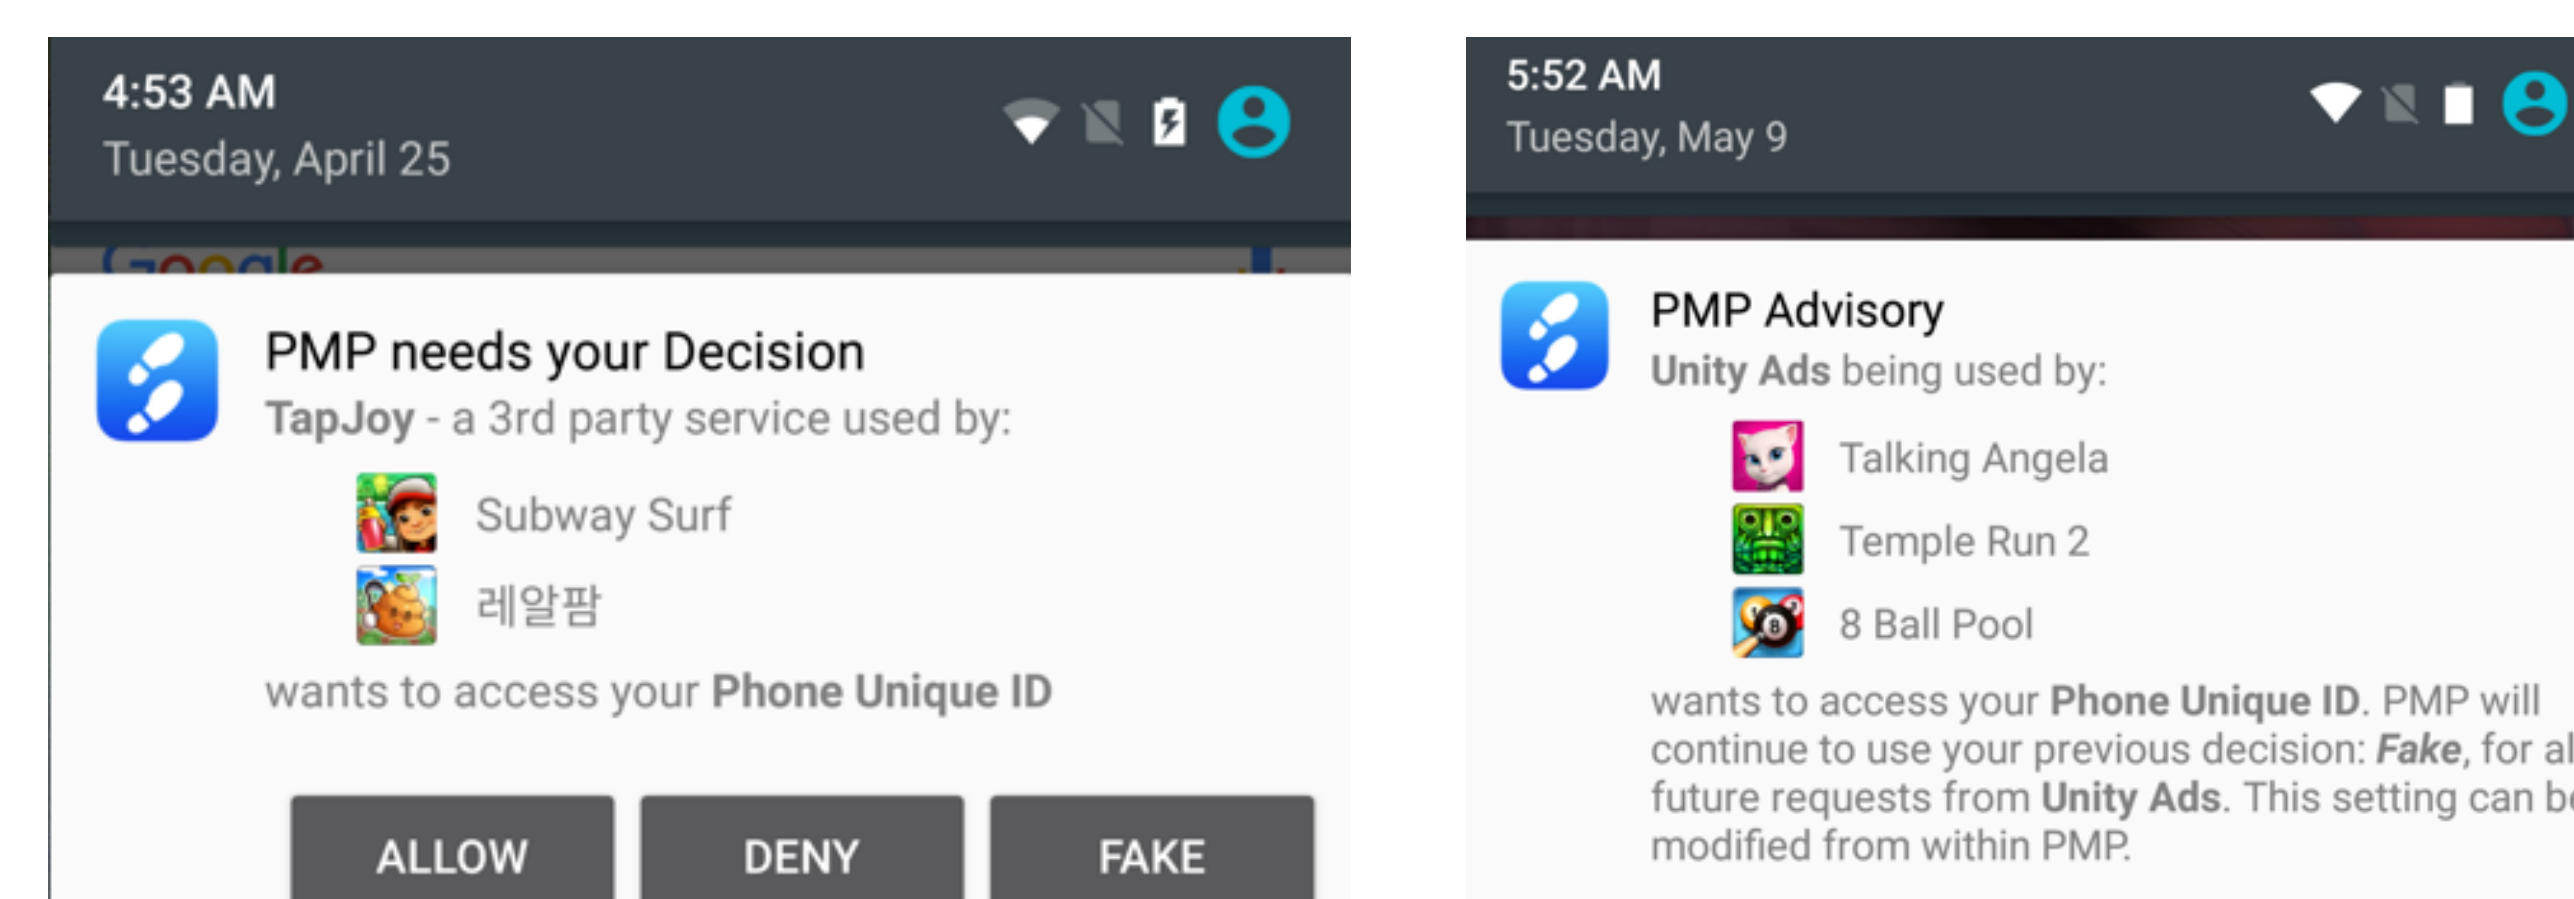 4:53 AM
Tuesday, April 25
Google
PMP needs your Decision
TapJoy - a 3rd party service used by:
Subway Surf
레알팜
wants to access your Phone Unique ID
ALLOW
DENY
FAKE
5:52 AM
Tuesday, May 9
PMP Advisory
Unity Ads being used by:
Talking Angela
Temple Run 2
8 Ball Pool
wants to access your Phone Unique ID. PMP will
continue to use your previous decision: Fake, for al
future requests from Unity Ads. This setting can be
modified from within PMP.